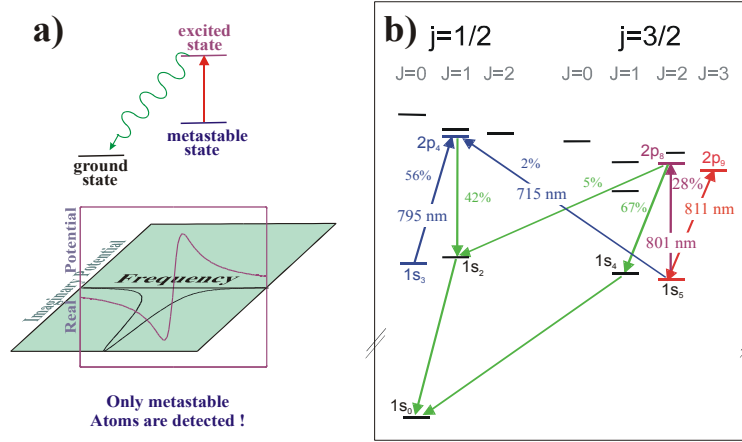 a)
excited
state
metastable
state
ground
state
Imaginary Potential
Real Potential
Frequency
Only metastable
Atoms are detected !
b)
j=1/2
j=3/2
J=0 J=1 J=2 J=0 J=1 J=2 J=3
2p4
2p8
2p9
2%
56%
5%
28%
42%
715 nm
67%
811 nm
795 nm
801 nm
1s3
1s2
1s4
1s5
1s0